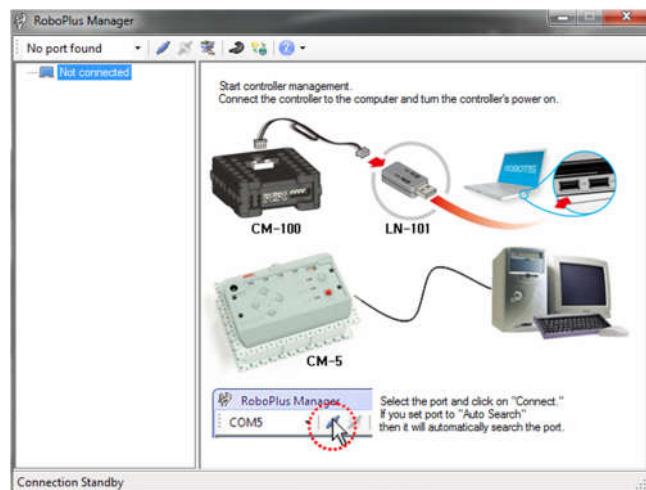 RoboPlus Manager
No port found
Not connected
Start controller management.
Connect the controller to the computer and turn the controller's power on.
ROBOTIS
CM-100
LN-101
CM-5
RoboPlus Manager
COM5
Select the port and click on "Connect."
If you set port to "Auto Search"
then it will automatically search the port.
Connection Standby